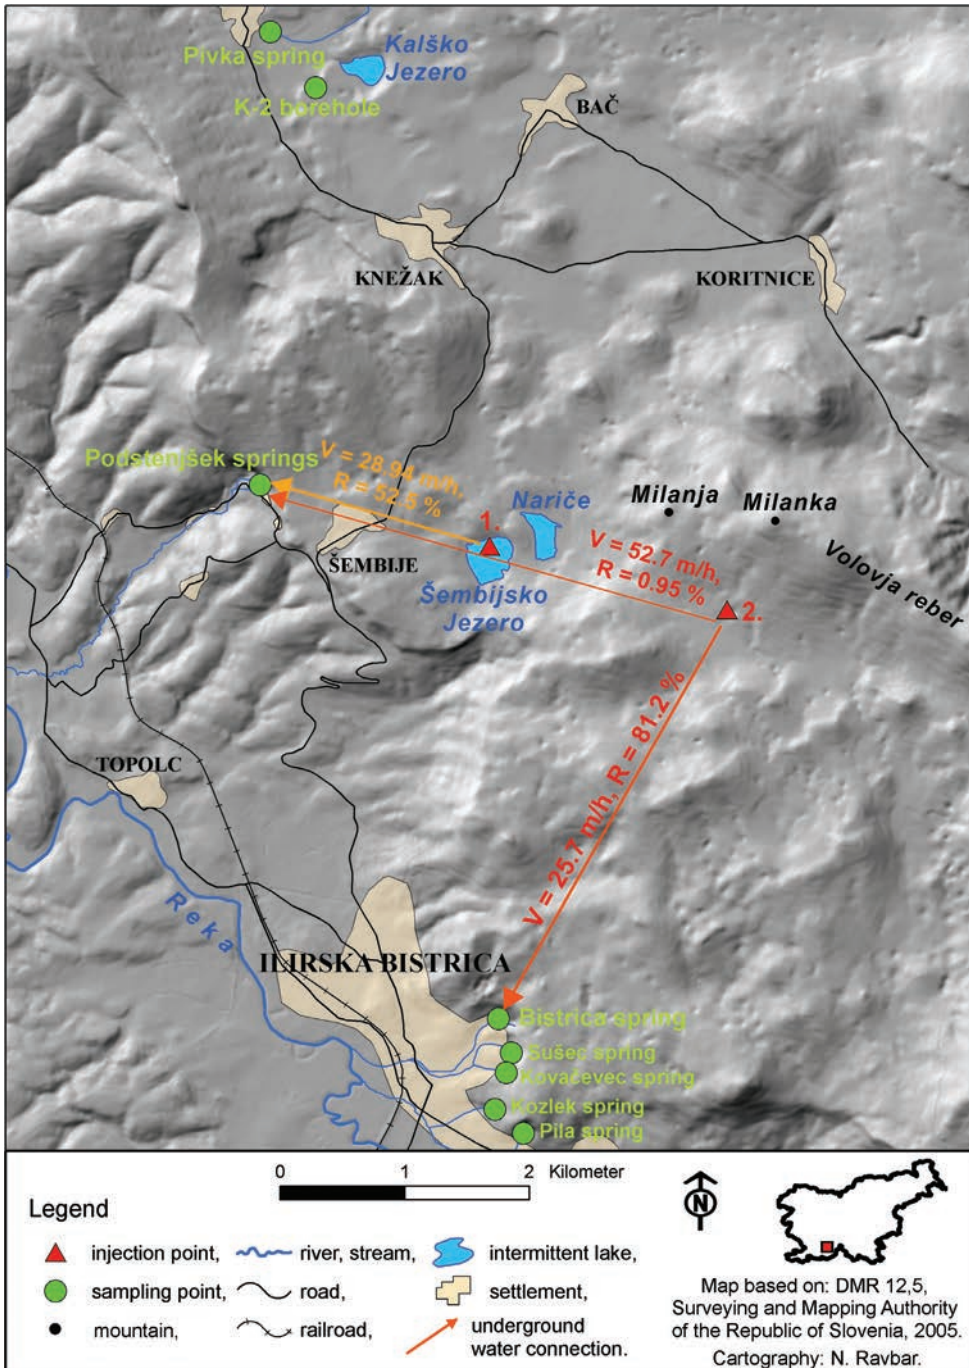 Pivka spring
Kalško
Jezero
K-2 borehole
BAČ
KNEŽAK
KORITNICE
Podstenjšek springs
V = 28.94 m/h,
R = 52.5 %
Nariče
Milanja
Milanka
1.
V = 52.7 m/h,
R = 0.95 %
Volovja reber
ŠEMBIJE
Šembijsko
Jezero
2.
V = 25.7 m/h, R = 81.2 %
TOPOLC
Reka
ILIRSKA BISTRICA
Bistrica spring
Sušec spring
Kovačevec spring
Kozlek spring
Pila spring
0 1 2 Kilometer
Legend
injection point, river, stream, intermittent lake,
sampling point, road, settlement,
mountain, railroad, underground
water connection.
N
Map based on: DMR 12,5,
Surveying and Mapping Authority
of the Republic of Slovenia, 2005.
Cartography: N. Ravbar.